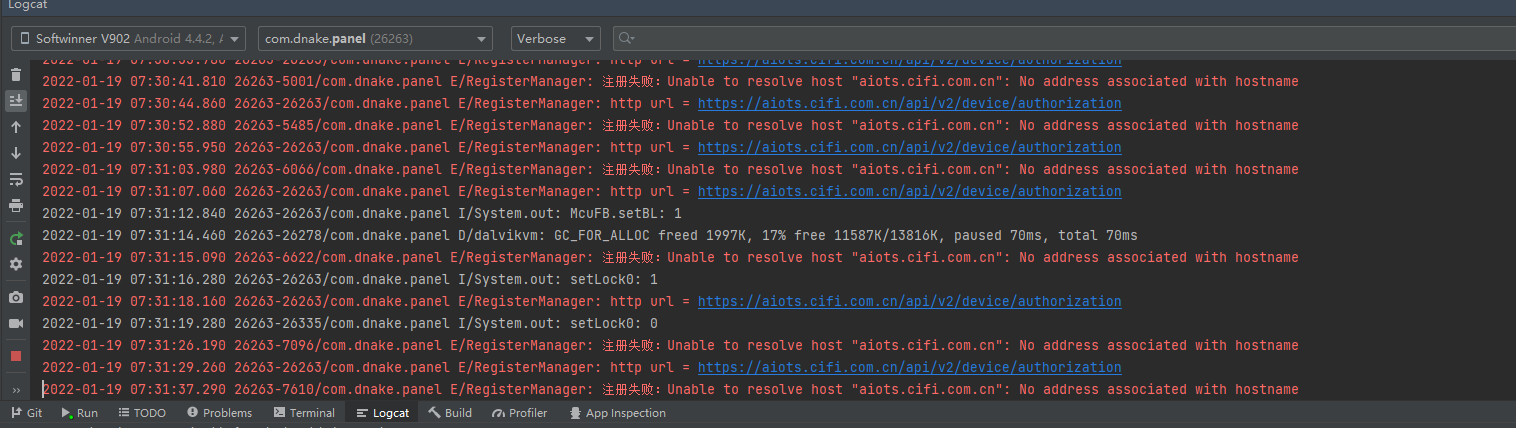 Logcat
Softwinner V902 Android 4.4.2, A
com.dnake.panel (26263)
Verbose
https://aiots.cifi.com.cn/api/v2/device/authorization
2022-01-19 07:30:41.810 26263-5001/com.dnake.panel E/RegisterManager: 注册失败：Unable to resolve host "aiots.cifi.com.cn": No address associated with hostname
2022-01-19 07:30:44.860 26263-26263/com.dnake.panel E/RegisterManager: http url = https://aiots.cifi.com.cn/api/v2/device/authorization
2022-01-19 07:30:52.880 26263-5485/com.dnake.panel E/RegisterManager: 注册失败：Unable to resolve host "aiots.cifi.com.cn": No address associated with hostname
2022-01-19 07:30:55.950 26263-26263/com.dnake.panel E/RegisterManager: http url = https://aiots.cifi.com.cn/api/v2/device/authorization
2022-01-19 07:31:03.980 26263-6066/com.dnake.panel E/RegisterManager: 注册失败：Unable to resolve host "aiots.cifi.com.cn": No address associated with hostname
2022-01-19 07:31:07.060 26263-26263/com.dnake.panel E/RegisterManager: http url = https://aiots.cifi.com.cn/api/v2/device/authorization
2022-01-19 07:31:12.840 26263-26263/com.dnake.panel I/System.out: McuFB.setBL: 1
2022-01-19 07:31:14.460 26263-26278/com.dnake.panel D/dalvikvm: GC_FOR_ALLOC freed 1997K, 17% free 11587K/13816K, paused 70ms, total 70ms
2022-01-19 07:31:15.090 26263-6622/com.dnake.panel E/RegisterManager: 注册失败：Unable to resolve host "aiots.cifi.com.cn": No address associated with hostname
2022-01-19 07:31:16.280 26263-26263/com.dnake.panel I/System.out: setLock0: 1
2022-01-19 07:31:18.160 26263-26263/com.dnake.panel E/RegisterManager: http url = https://aiots.cifi.com.cn/api/v2/device/authorization
2022-01-19 07:31:19.280 26263-26335/com.dnake.panel I/System.out: setLock0: 0
2022-01-19 07:31:26.190 26263-7096/com.dnake.panel E/RegisterManager: 注册失败：Unable to resolve host "aiots.cifi.com.cn": No address associated with hostname
2022-01-19 07:31:29.260 26263-26263/com.dnake.panel E/RegisterManager: http url = https://aiots.cifi.com.cn/api/v2/device/authorization
2022-01-19 07:31:37.290 26263-7610/com.dnake.panel E/RegisterManager: 注册失败：Unable to resolve host "aiots.cifi.com.cn": No address associated with hostname
Git Run TODO Problems Terminal Logcat Build Profiler App Inspection